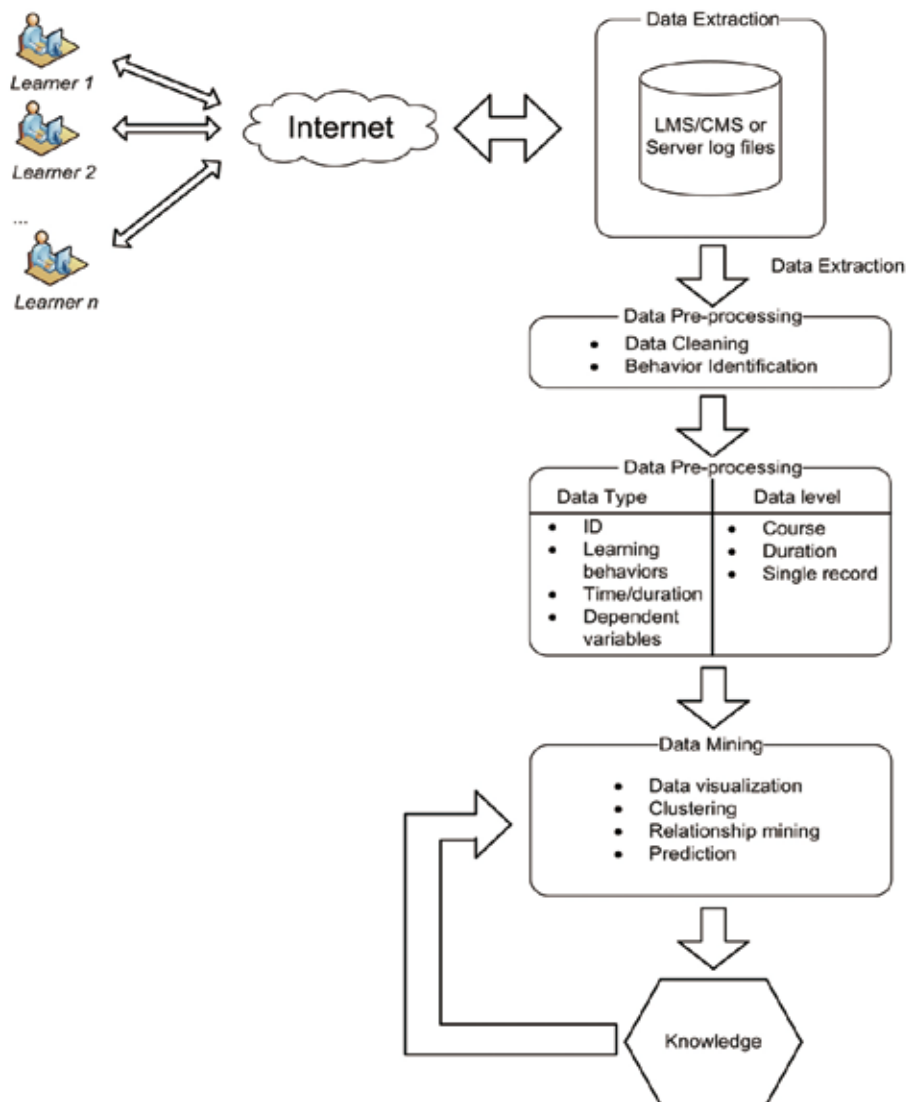 Learner 1
Learner 2
...
Learner n
Internet
Data Extraction
LMS/CMS or
Server log files
Data Extraction
Data Pre-processing
• Data Cleaning
• Behavior Identification
Data Pre-processing
Data Type
• ID
• Learning
behaviors
• Time/duration
• Dependent
variables
Data level
• Course
• Duration
• Single record
Data Mining
• Data visualization
• Clustering
• Relationship mining
• Prediction
Knowledge